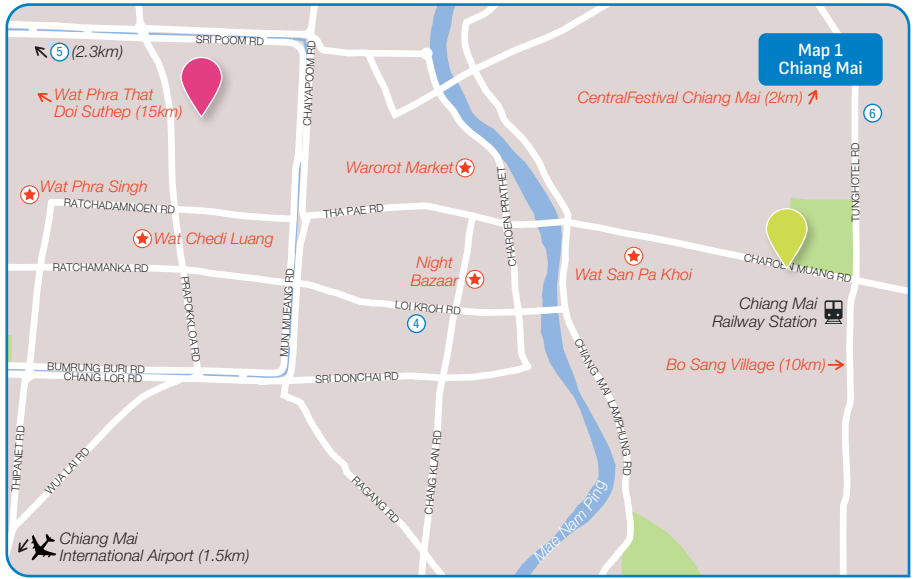 Map 1
Chiang Mai
SRI POOM RD
5 (2.3km)
Wat Phra That
Doi Suthep (15km)
CHAIYAPOOM RD
CentralFestival Chiang Mai (2km)
6
TUNGHOTEL RD
Warorot Market
CHAROEN PRATHET
Wat Phra Singh
RATCHADAMNOEN RD
THA PAE RD
Wat Chedi Luang
RATCHAMANKA RD
PRAPOKKLOA RD
MUN MUEANG RD
Night
Bazaar
LOI KROH RD
4
Wat San Pa Khoi
CHAROEN MUANG RD
Chiang Mai
Railway Station
Bo Sang Village (10km)
BUMRUNG BURI RD
CHANG LOR RD
SRI DONCHAI RD
CHIANG MAI LAMPHUNG RD
THIPANET RD
WUA LAI RD
RAGANG RD
CHANG KLAN RD
Mae Nam Ping
Chiang Mai
International Airport (1.5km)